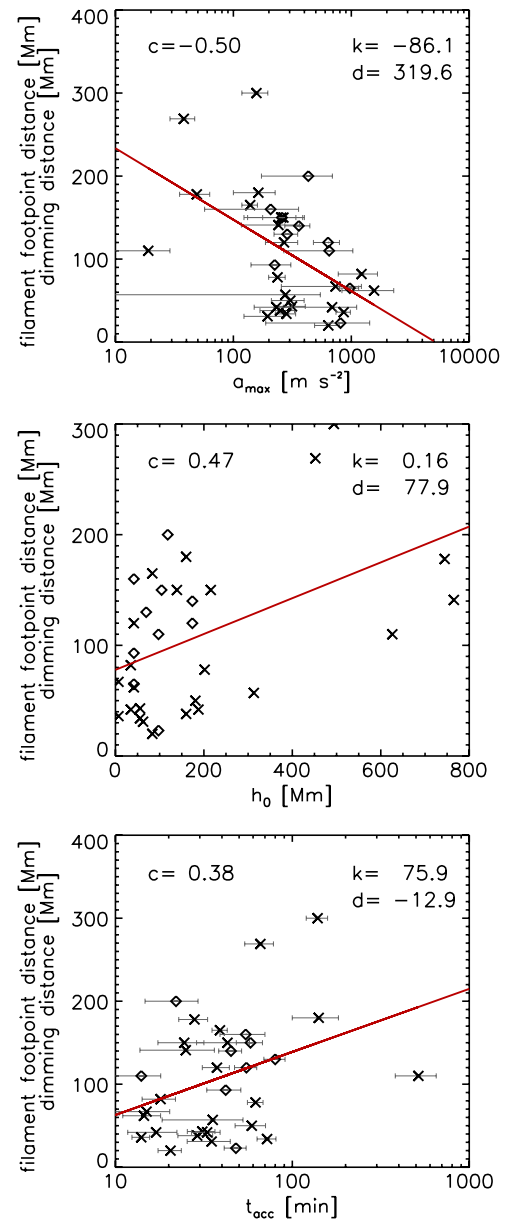 filament footpoint distance [Mm]
dimming distance [Mm]
400
300
200
100
0
c=−0.50
k= −86.1
d= 319.6
10
100
1000
10000
a_max [m s⁻²]
filament footpoint distance [Mm]
dimming distance [Mm]
300
200
100
0
c= 0.47
k= 0.16
d= 77.9
0
200
400
600
800
h₀ [Mm]
filament footpoint distance [Mm]
dimming distance [Mm]
400
300
200
100
0
c= 0.38
k= 75.9
d= −12.9
10
100
1000
t_acc [min]